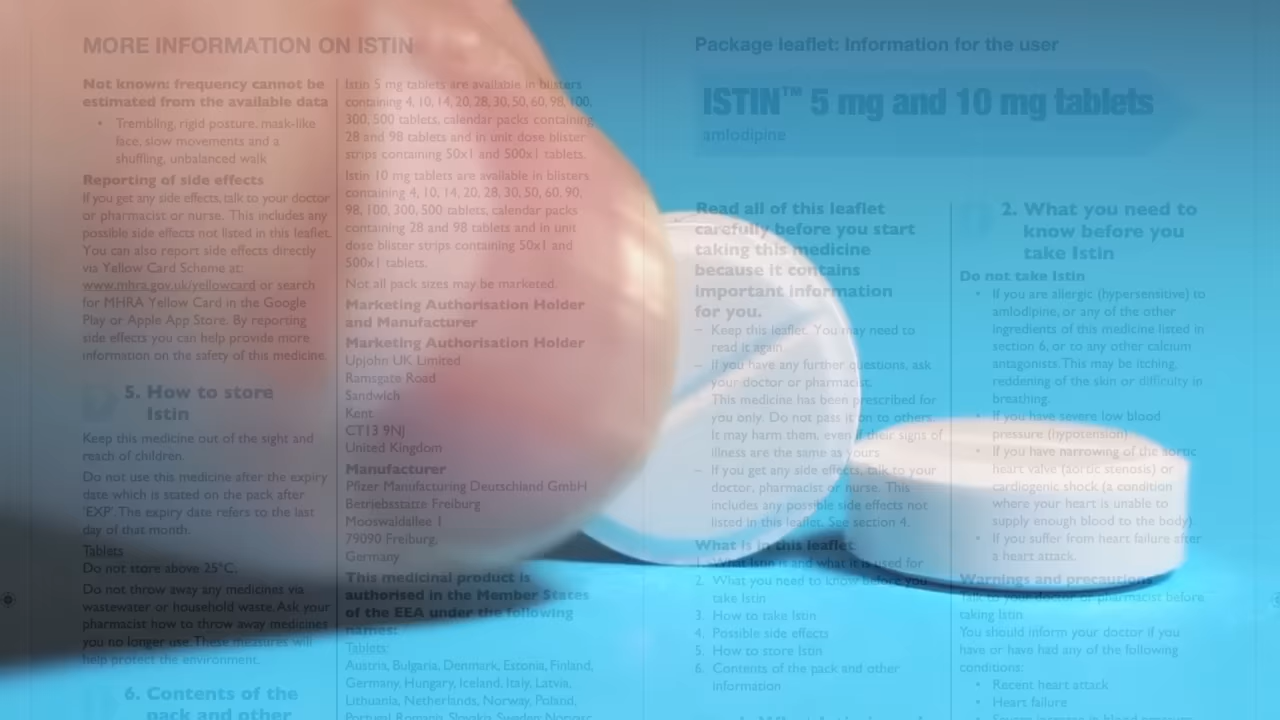 MORE INFORMATION ON ISTIN
Not known: frequency cannot be
estimated from the available data
• Trembling, rigid posture, mask-like
face, slow movements and a
shuffling, unbalanced walk
Reporting of side effects
If you get any side effects, talk to your doctor
or pharmacist or nurse. This includes any
possible side effects not listed in this leaflet.
You can also report side effects directly
via Yellow Card Scheme at:
www.mhra.gov.uk/yellowcard or search
for MHRA Yellow Card in the Google
Play or Apple App Store. By reporting
side effects you can help provide more
information on the safety of this medicine.
5. How to store
Istin
Keep this medicine out of the sight and
reach of children.
Do not use this medicine after the expiry
date which is stated on the pack after
'EXP'. The expiry date refers to the last
day of that month.
Tablets
Do not store above 25°C.
Do not throw away any medicines via
wastewater or household waste. Ask your
pharmacist how to throw away medicines
you no longer use. These measures will
help protect the environment.
6. Contents of the
pack and other
Istin 5 mg tablets are available in blisters
containing 4, 10, 14, 20, 28, 30, 50, 60, 98, 100,
300, 500 tablets, calendar packs containing
28 and 98 tablets and in unit dose blister
strips containing 50x1 and 500x1 tablets.
Istin 10 mg tablets are available in blisters
containing 4, 10, 14, 20, 28, 30, 50, 60, 90,
98, 100, 300, 500 tablets, calendar packs
containing 28 and 98 tablets and in unit
dose blister strips containing 50x1 and
500x1 tablets.
Not all pack sizes may be marketed.
Marketing Authorisation Holder
and Manufacturer
Marketing Authorisation Holder
Upjohn UK Limited
Ramsgate Road
Sandwich
Kent
CT13 9NJ
United Kingdom
Manufacturer
Pfizer Manufacturing Deutschland GmbH
Betriebsstatte Freiburg
Mooswaldallee 1
79090 Freiburg,
Germany
This medicinal product is
authorised in the Member States
of the EEA under the following
names:
Tablets:
Austria, Bulgaria, Denmark, Estonia, Finland,
Germany, Hungary, Iceland, Italy, Latvia,
Lithuania, Netherlands, Norway, Poland,
Portugal, Romania, Slovakia, Sweden: Norvasc
Package leaflet: Information for the user
ISTIN™ 5 mg and 10 mg tablets
amlodipine
Read all of this leaflet
carefully before you start
taking this medicine
because it contains
important information
for you.
– Keep this leaflet. You may need to
read it again
– If you have any further questions, ask
your doctor or pharmacist.
This medicine has been prescribed for
you only. Do not pass it on to others.
It may harm them, even if their signs of
illness are the same as yours
– If you get any side effects, talk to your
doctor, pharmacist or nurse. This
includes any possible side effects not
listed in this leaflet. See section 4.
What is in this leaflet
1. What Istin is and what it is used for
2. What you need to know before you
take Istin
3. How to take Istin
4. Possible side effects
5. How to store Istin
6. Contents of the pack and other
information
2. What you need to
know before you
take Istin
Do not take Istin
• If you are allergic (hypersensitive) to
amlodipine, or any of the other
ingredients of this medicine listed in
section 6, or to any other calcium
antagonists. This may be itching,
reddening of the skin or difficulty in
breathing.
• If you have severe low blood
pressure (hypotension)
• If you have narrowing of the aortic
heart valve (aortic stenosis) or
cardiogenic shock (a condition
where your heart is unable to
supply enough blood to the body)
• If you suffer from heart failure after
a heart attack.
Warnings and precautions
Talk to your doctor or pharmacist before
taking Istin
You should inform your doctor if you
have or have had any of the following
conditions:
• Recent heart attack
• Heart failure
• Severe increase in blood pressure